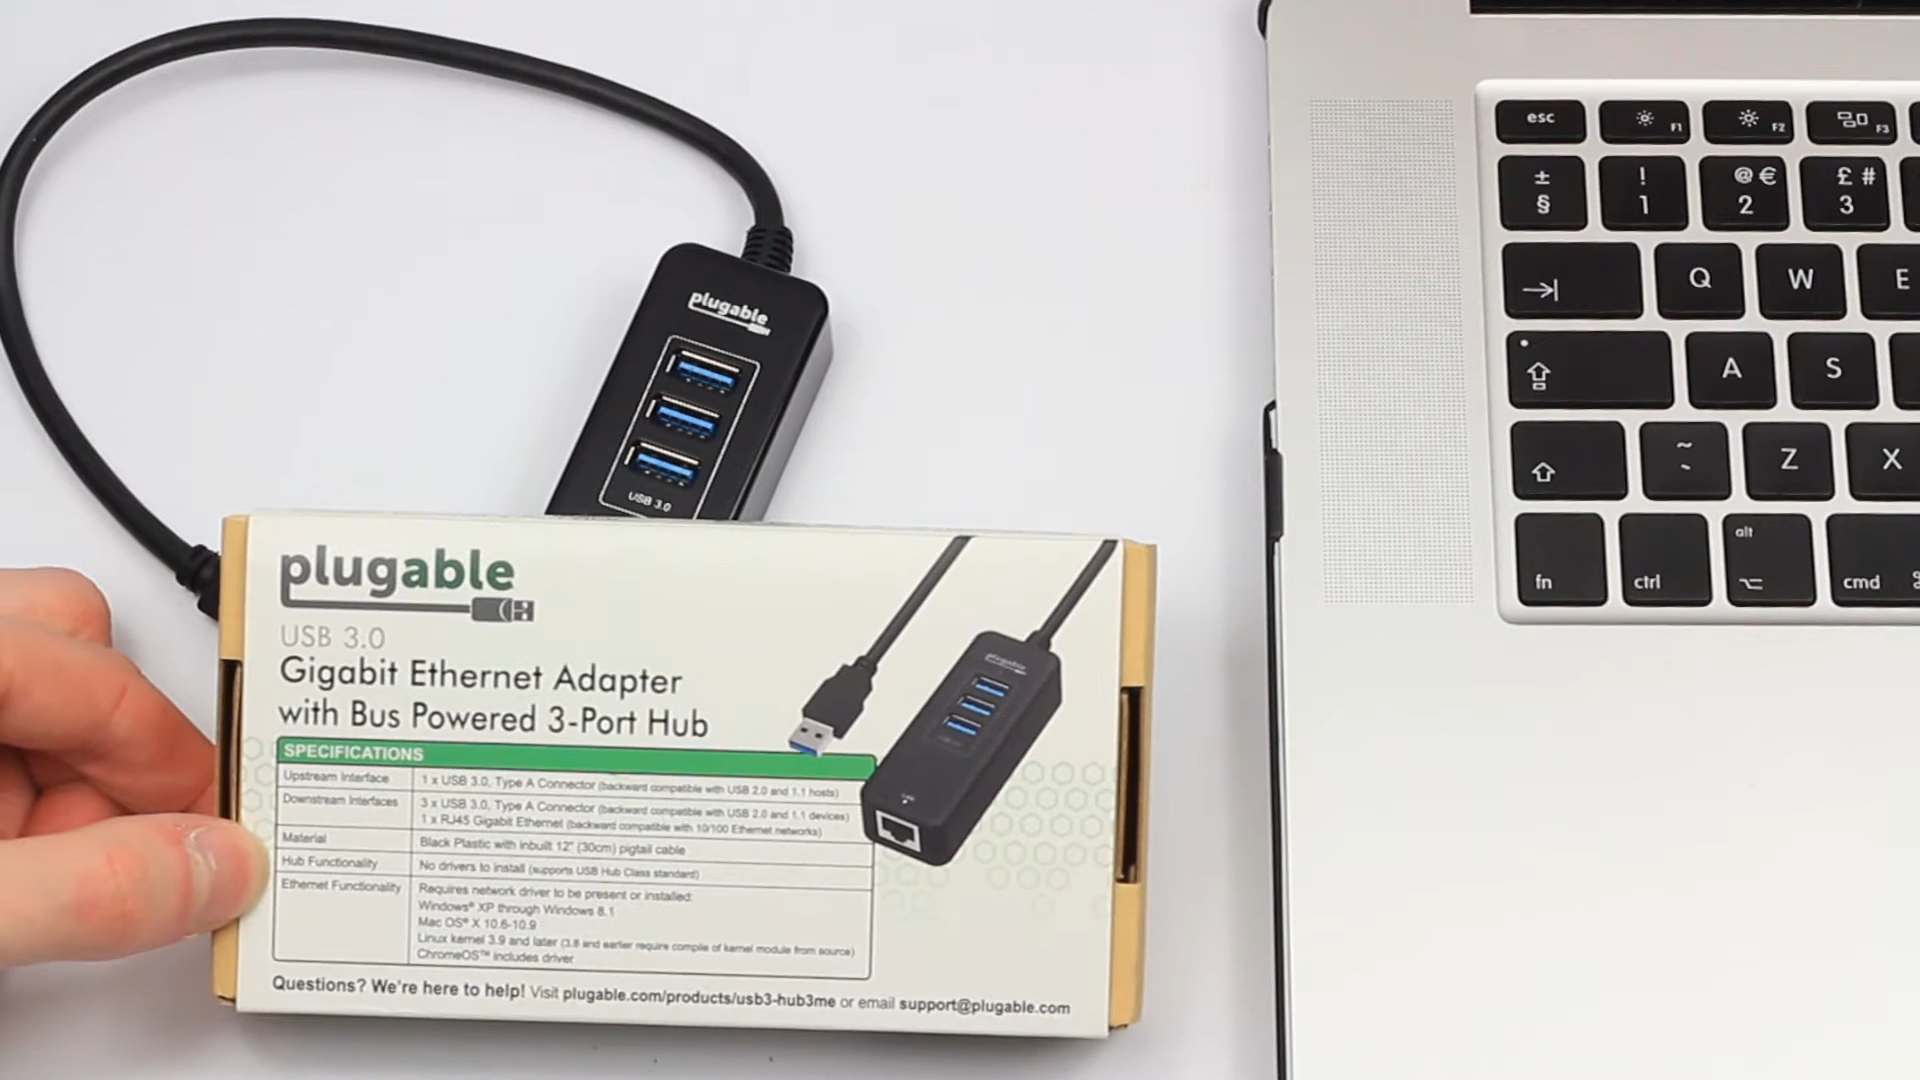 plugable
USB 3.0
plugable
USB 3.0
Gigabit Ethernet Adapter
with Bus Powered 3-Port Hub
SPECIFICATIONS
Upstream Interface 1 x USB 3.0, Type A Connector (backward compatible with USB 2.0 and 1.1 hosts)
Downstream Interfaces 3 x USB 3.0, Type A Connector (backward compatible with USB 2.0 and 1.1 devices)
1 x RJ45 Gigabit Ethernet (backward compatible with 10/100 Ethernet networks)
Material Black Plastic with inbuilt 12" (30cm) pigtail cable
Hub Functionality No drivers to install (supports USB Hub Class standard)
Ethernet Functionality Requires network driver to be present or installed:
Windows® XP through Windows 8.1
Mac OS® X 10.6-10.9
Linux kernel 3.9 and later (3.8 and earlier require compile of kernel module from source)
ChromeOS™ includes driver
Questions? We're here to help! Visit plugable.com/products/usb3-hub3me or email support@plugable.com
plugable
esc F1 F2 F3
± ! @ € £ #
§ 1 2 3
Q W E
A S
~ Z X
alt
fn ctrl cmd